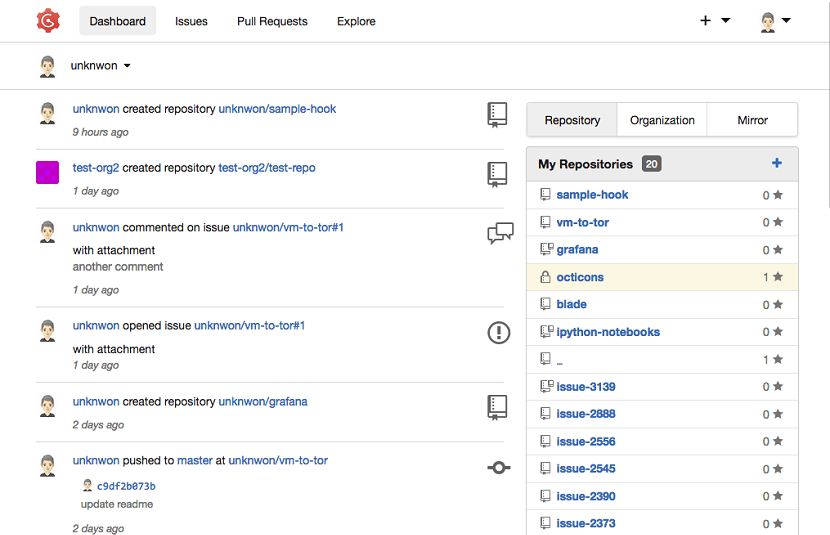 Dashboard Issues Pull Requests Explore +
unknwon
unknwon created repository unknwon/sample-hook
9 hours ago
test-org2 created repository test-org2/test-repo
1 day ago
unknwon commented on issue unknwon/vm-to-tor#1
with attachment
another comment
1 day ago
unknwon opened issue unknwon/vm-to-tor#1
with attachment
1 day ago
unknwon created repository unknwon/grafana
2 days ago
unknwon pushed to master at unknwon/vm-to-tor
c9df2b073b
update readme
2 days ago
Repository Organization Mirror
My Repositories 20 +
sample-hook 0 ★
vm-to-tor 0 ★
grafana 0 ★
octicons 1 ★
blade 0 ★
ipython-notebooks 0 ★
_ 1 ★
issue-3139 0 ★
issue-2888 0 ★
issue-2556 0 ★
issue-2545 0 ★
issue-2390 0 ★
issue-2373 0 ★